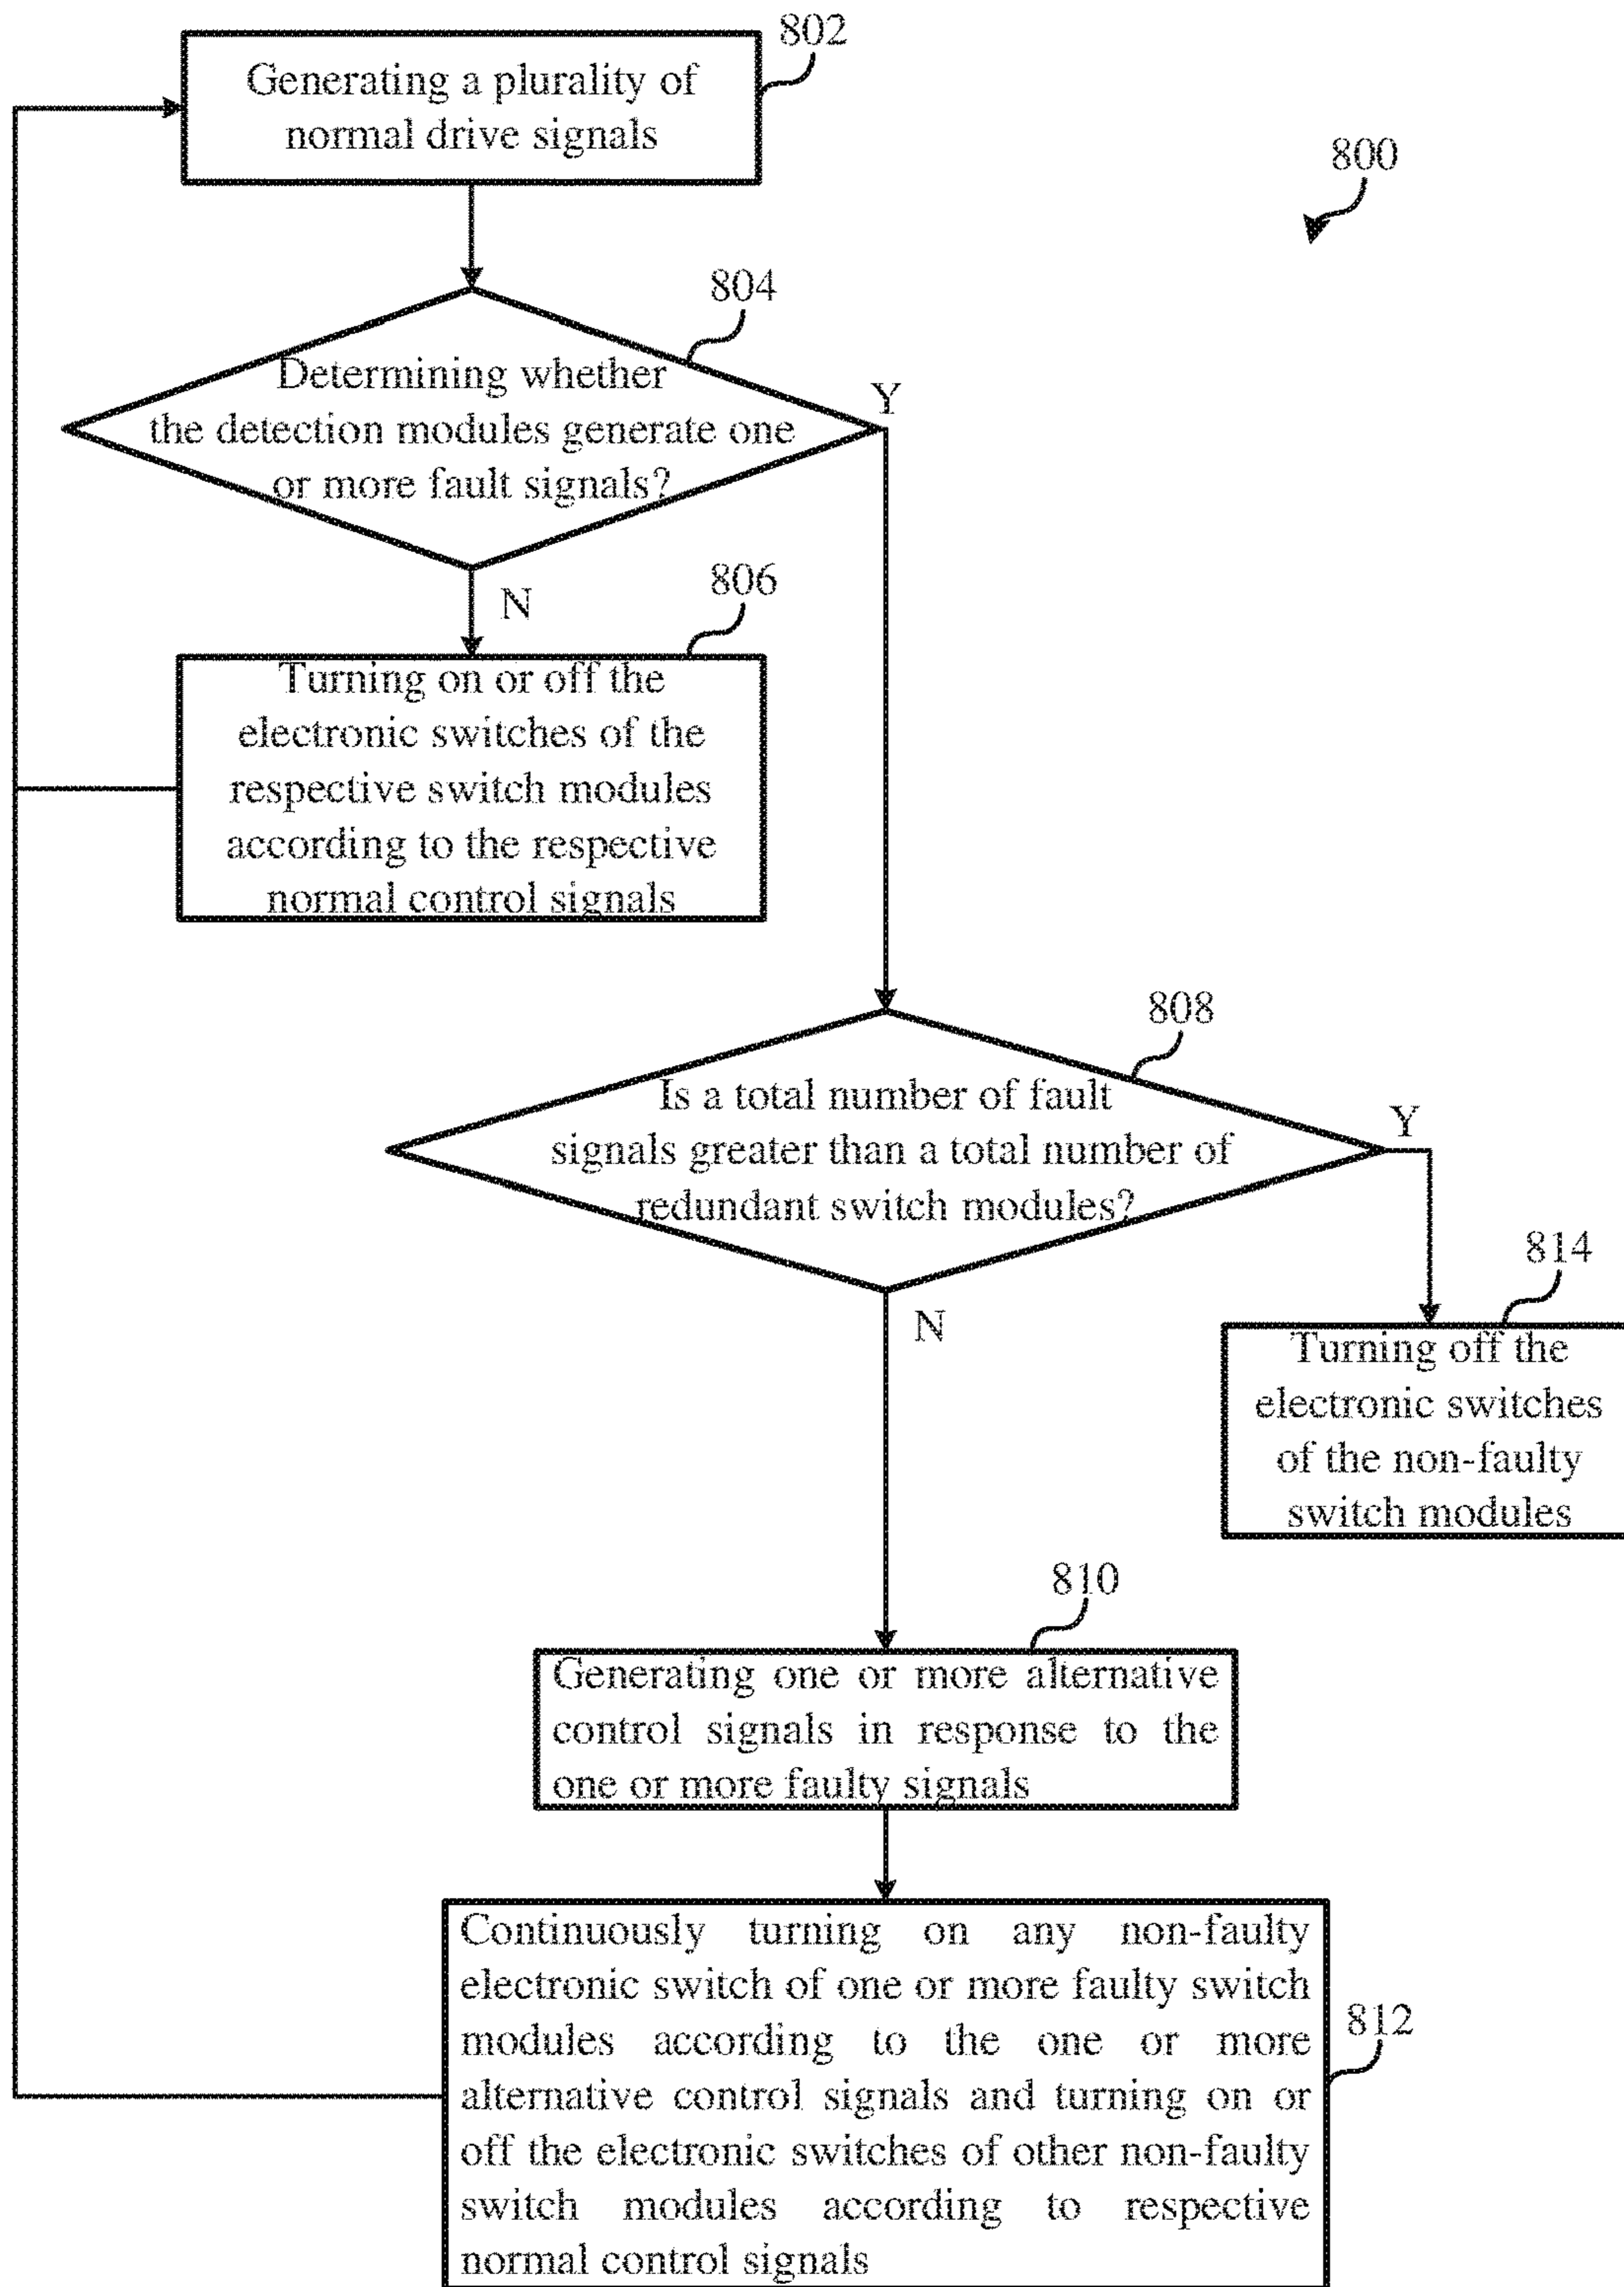 802
Generating a plurality of
normal drive signals
800
804
Determining whether
the detection modules generate one
or more fault signals?
Y
N
806
Turning on or off the
electronic switches of the
respective switch modules
according to the respective
normal control signals
808
Is a total number of fault
signals greater than a total number of
redundant switch modules?
Y
N
814
Turning off the
electronic switches
of the non-faulty
switch modules
810
Generating one or more alternative
control signals in response to the
one or more faulty signals
812
Continuously turning on any non-faulty
electronic switch of one or more faulty switch
modules according to the one or more
alternative control signals and turning on or
off the electronic switches of other non-faulty
switch modules according to respective
normal control signals